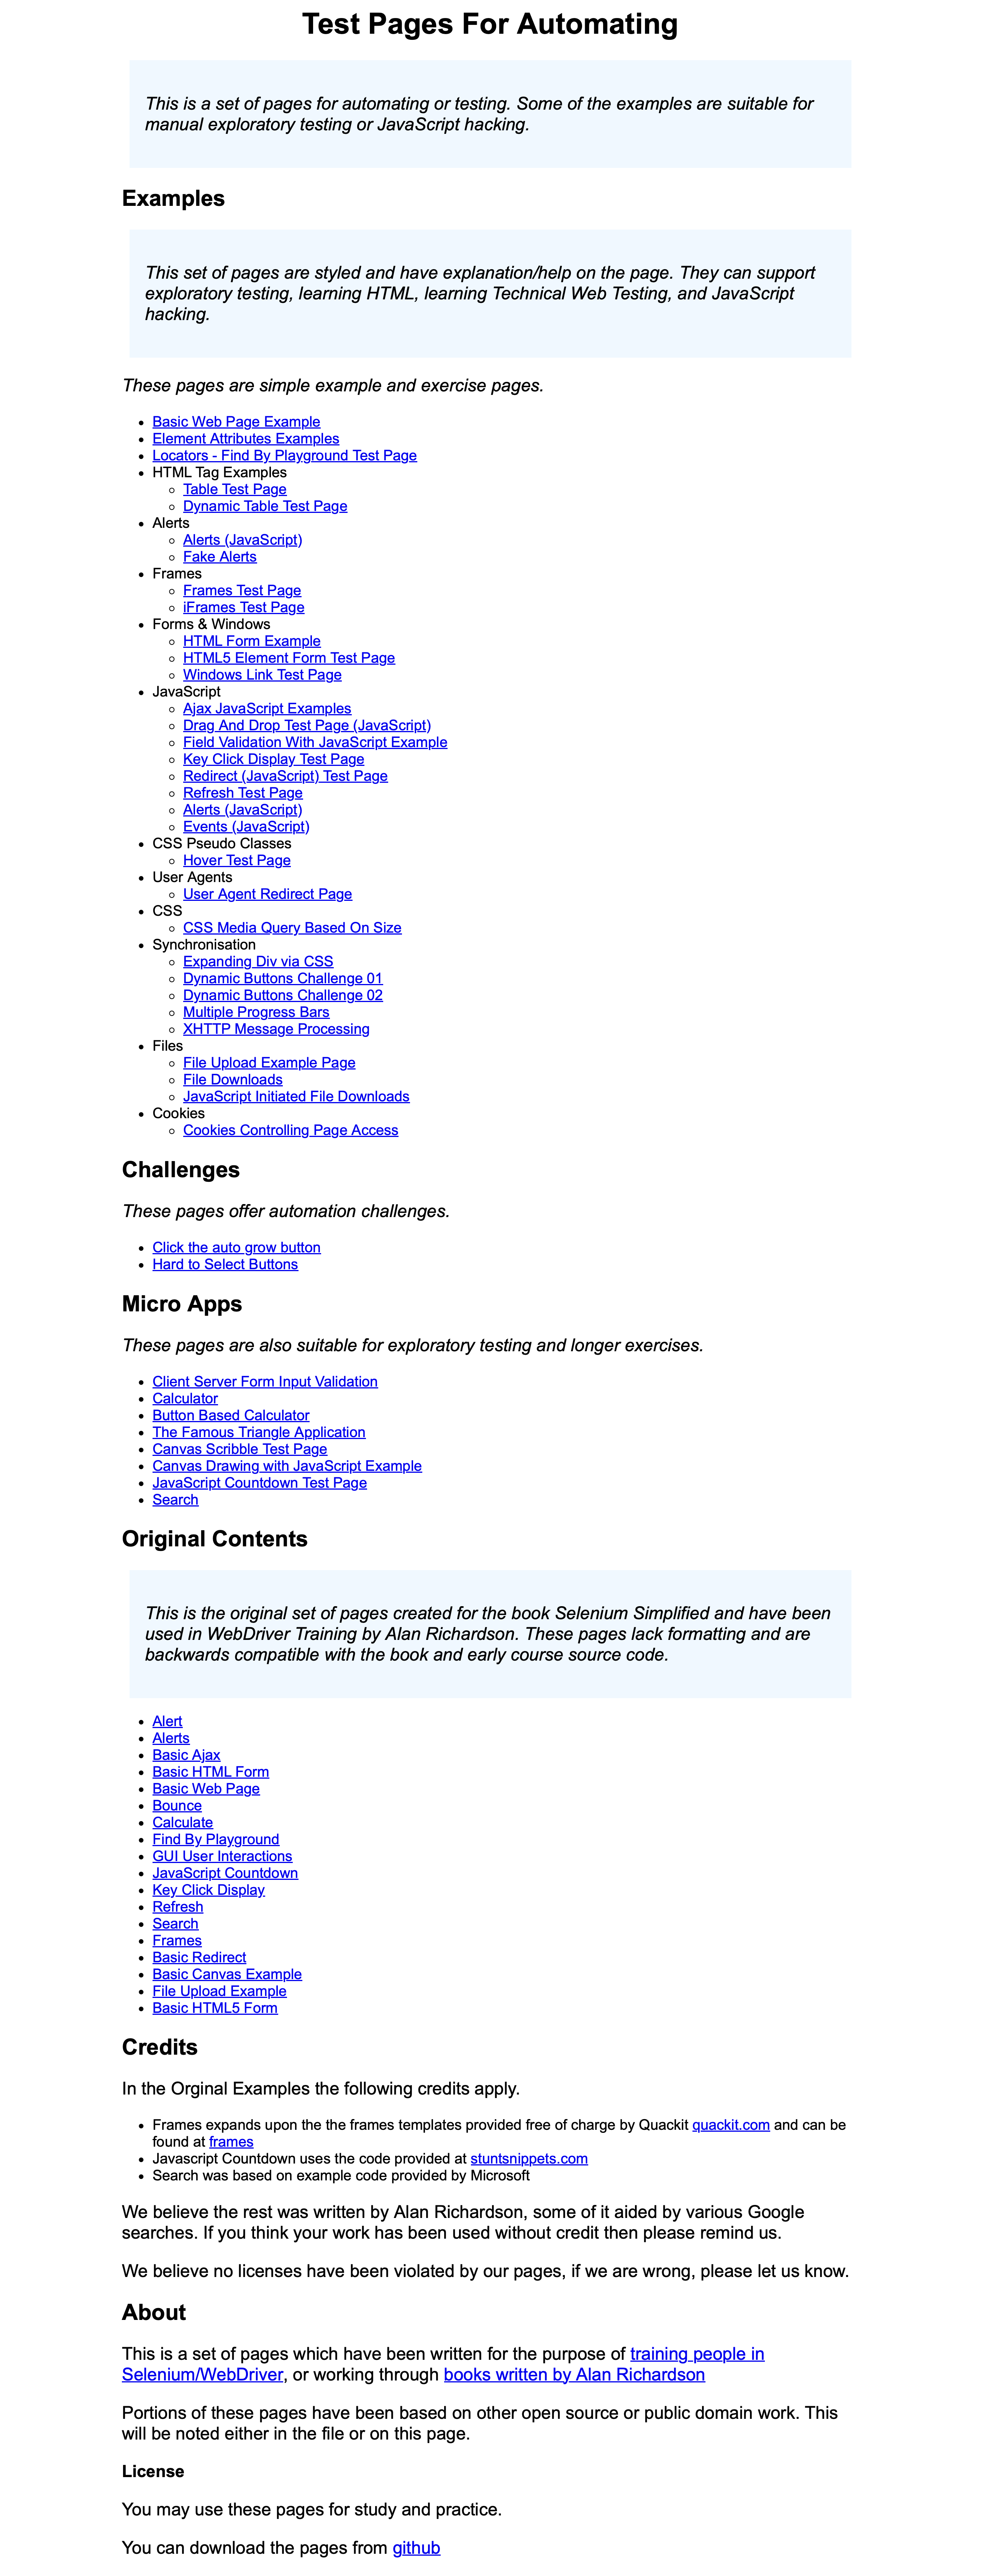 Test Pages For Automating
This is a set of pages for automating or testing. Some of the examples are suitable for
manual exploratory testing or JavaScript hacking.
Examples
This set of pages are styled and have explanation/help on the page. They can support
exploratory testing, learning HTML, learning Technical Web Testing, and JavaScript
hacking.
These pages are simple example and exercise pages.
Basic Web Page Example
Element Attributes Examples
Locators - Find By Playground Test Page
HTML Tag Examples
Table Test Page
Dynamic Table Test Page
Alerts
Alerts (JavaScript)
Fake Alerts
Frames
Frames Test Page
iFrames Test Page
Forms & Windows
HTML Form Example
HTML5 Element Form Test Page
Windows Link Test Page
JavaScript
Ajax JavaScript Examples
Drag And Drop Test Page (JavaScript)
Field Validation With JavaScript Example
Key Click Display Test Page
Redirect (JavaScript) Test Page
Refresh Test Page
Alerts (JavaScript)
Events (JavaScript)
CSS Pseudo Classes
Hover Test Page
User Agents
User Agent Redirect Page
CSS
CSS Media Query Based On Size
Synchronisation
Expanding Div via CSS
Dynamic Buttons Challenge 01
Dynamic Buttons Challenge 02
Multiple Progress Bars
XHTTP Message Processing
Files
File Upload Example Page
File Downloads
JavaScript Initiated File Downloads
Cookies
Cookies Controlling Page Access
Challenges
These pages offer automation challenges.
Click the auto grow button
Hard to Select Buttons
Micro Apps
These pages are also suitable for exploratory testing and longer exercises.
Client Server Form Input Validation
Calculator
Button Based Calculator
The Famous Triangle Application
Canvas Scribble Test Page
Canvas Drawing with JavaScript Example
JavaScript Countdown Test Page
Search
Original Contents
This is the original set of pages created for the book Selenium Simplified and have been
used in WebDriver Training by Alan Richardson. These pages lack formatting and are
backwards compatible with the book and early course source code.
Alert
Alerts
Basic Ajax
Basic HTML Form
Basic Web Page
Bounce
Calculate
Find By Playground
GUI User Interactions
JavaScript Countdown
Key Click Display
Refresh
Search
Frames
Basic Redirect
Basic Canvas Example
File Upload Example
Basic HTML5 Form
Credits
In the Orginal Examples the following credits apply.
Frames expands upon the the frames templates provided free of charge by Quackit quackit.com and can be
found at frames
Javascript Countdown uses the code provided at stuntsnippets.com
Search was based on example code provided by Microsoft
We believe the rest was written by Alan Richardson, some of it aided by various Google
searches. If you think your work has been used without credit then please remind us.
We believe no licenses have been violated by our pages, if we are wrong, please let us know.
About
This is a set of pages which have been written for the purpose of training people in
Selenium/WebDriver, or working through books written by Alan Richardson
Portions of these pages have been based on other open source or public domain work. This
will be noted either in the file or on this page.
License
You may use these pages for study and practice.
You can download the pages from github